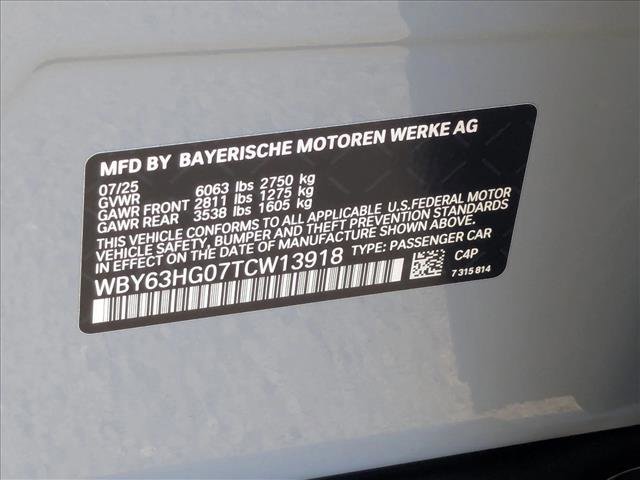 MFD BY BAYERISCHE MOTOREN WERKE AG
07/25
GVWR 6063 lbs 2750 kg
GAWR FRONT 2811 lbs 1275 kg
GAWR REAR 3538 lbs 1605 kg
THIS VEHICLE CONFORMS TO ALL APPLICABLE U.S.FEDERAL MOTOR
VEHICLE SAFETY, BUMPER AND THEFT PREVENTION STANDARDS
IN EFFECT ON THE DATE OF MANUFACTURE SHOWN ABOVE.
WBY63HG07TCW13918 TYPE: PASSENGER CAR
C4P
7 315 814